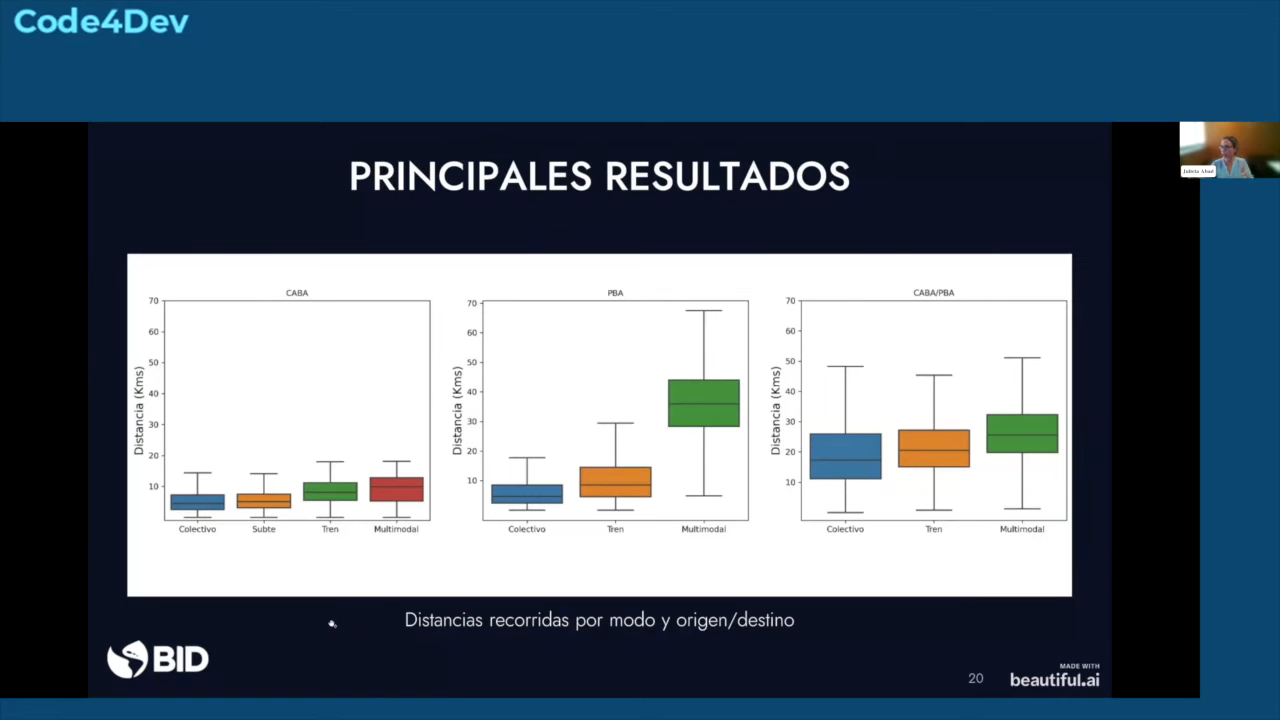 Code4Dev
Julieta Abad
PRINCIPALES RESULTADOS
CABA
70
60
50
40
30
20
10
Distancia (Kms)
Colectivo Subte Tren Multimodal
PBA
70
60
50
40
30
20
10
Distancia (Kms)
Colectivo Tren Multimodal
CABA/PBA
70
60
50
40
30
20
10
Distancia (Kms)
Colectivo Tren Multimodal
Distancias recorridas por modo y origen/destino
BID
20
MADE WITH
beautiful.ai